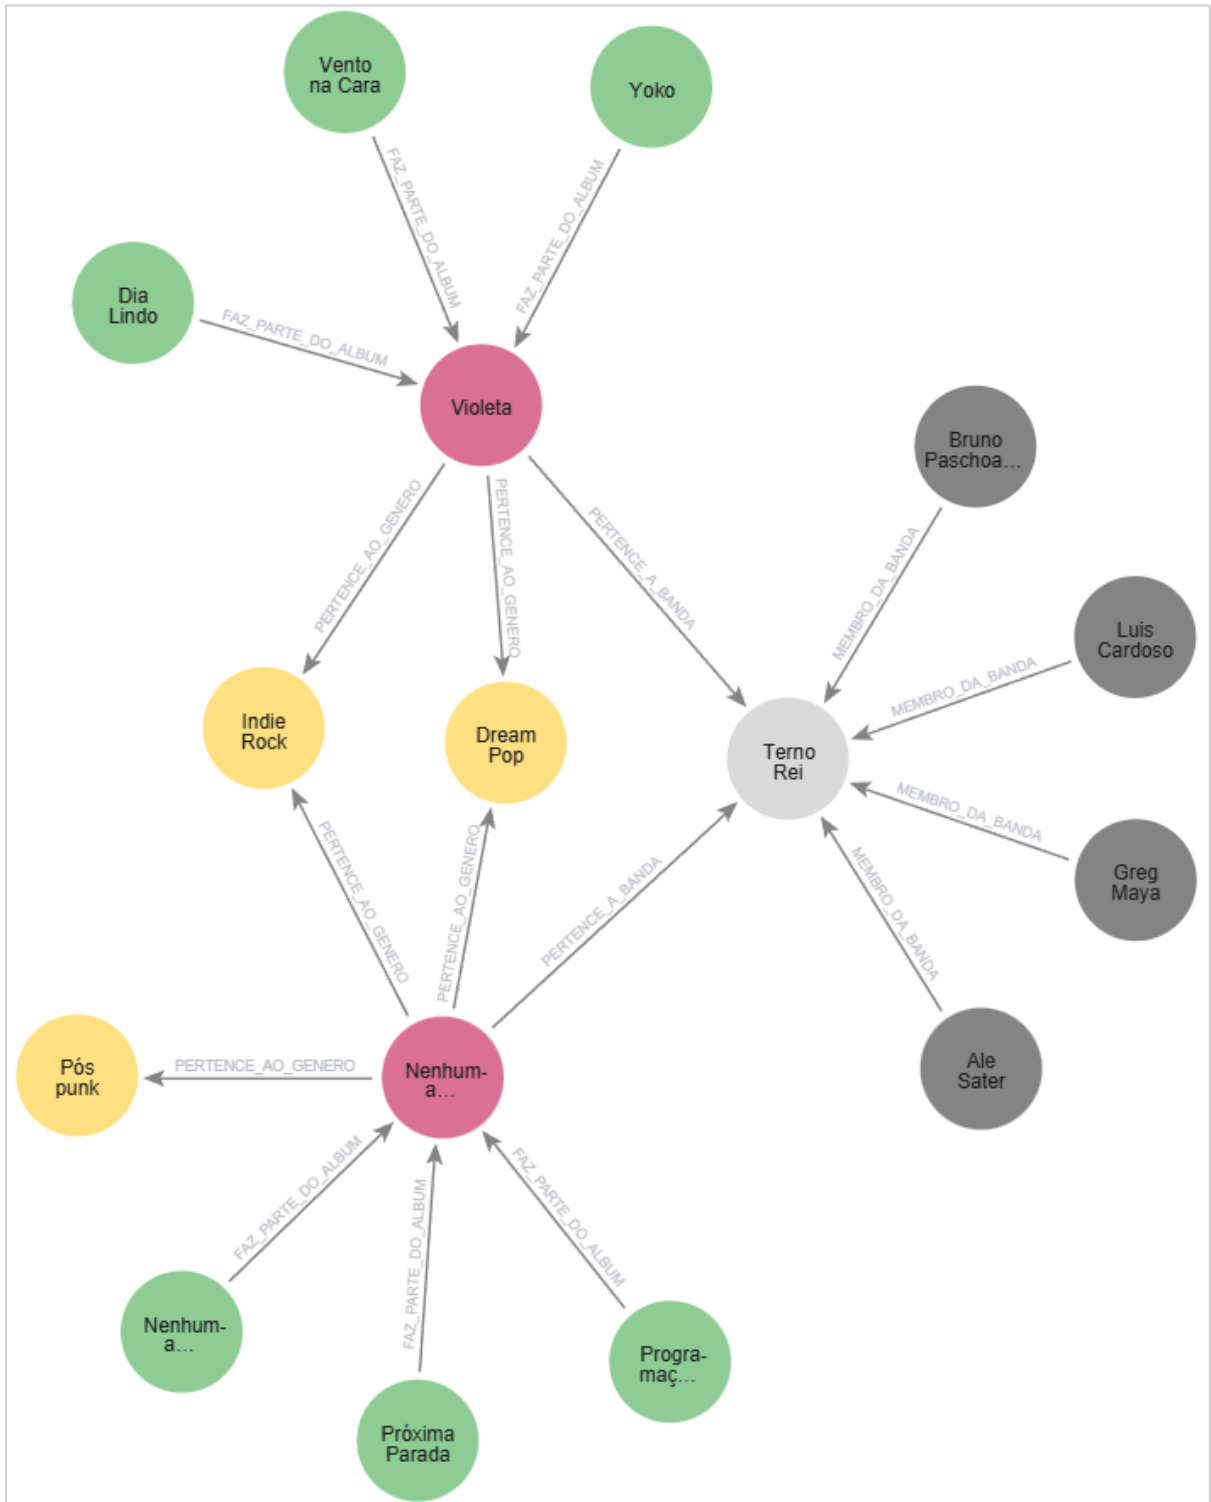 Vento
na Cara
Yoko
FAZ_PARTE_DO_ALBUM
FAZ_PARTE_DO_ALBUM
Dia
Lindo
FAZ_PARTE_DO_ALBUM
Violeta
Bruno
Paschoa...
PERTENCE_AO_GENERO
PERTENCE_AO_GENERO
PERTENCE_A_BANDA
MEMBRO_DA_BANDA
Luis
Cardoso
MEMBRO_DA_BANDA
Indie
Rock
Dream
Pop
Terno
Rei
MEMBRO_DA_BANDA
Greg
Maya
PERTENCE_AO_GENERO
PERTENCE_AO_GENERO
PERTENCE_A_BANDA
MEMBRO_DA_BANDA
Pós
punk
PERTENCE_AO_GENERO
Nenhum-
a...
Ale
Sater
FAZ_PARTE_DO_ALBUM
FAZ_PARTE_DO_ALBUM
FAZ_PARTE_DO_ALBUM
Nenhum-
a...
Progra-
maç...
Próxima
Parada